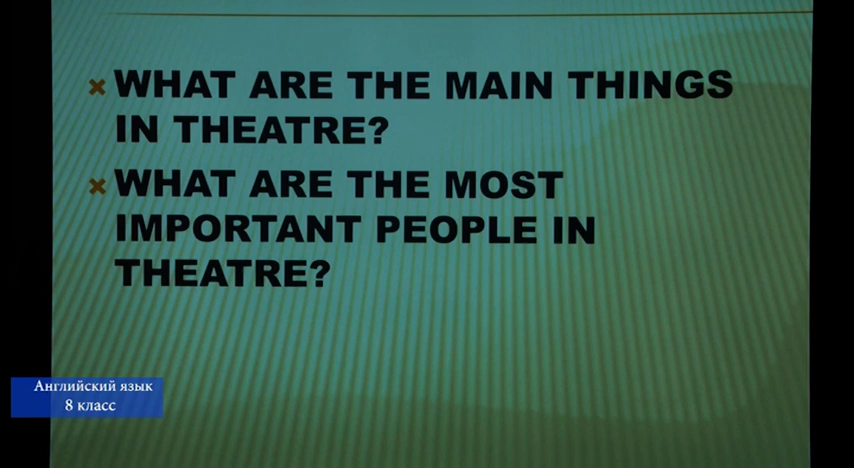 WHAT ARE THE MAIN THINGS
IN THEATRE?
WHAT ARE THE MOST
IMPORTANT PEOPLE IN
THEATRE?
Английский язык
8 класс